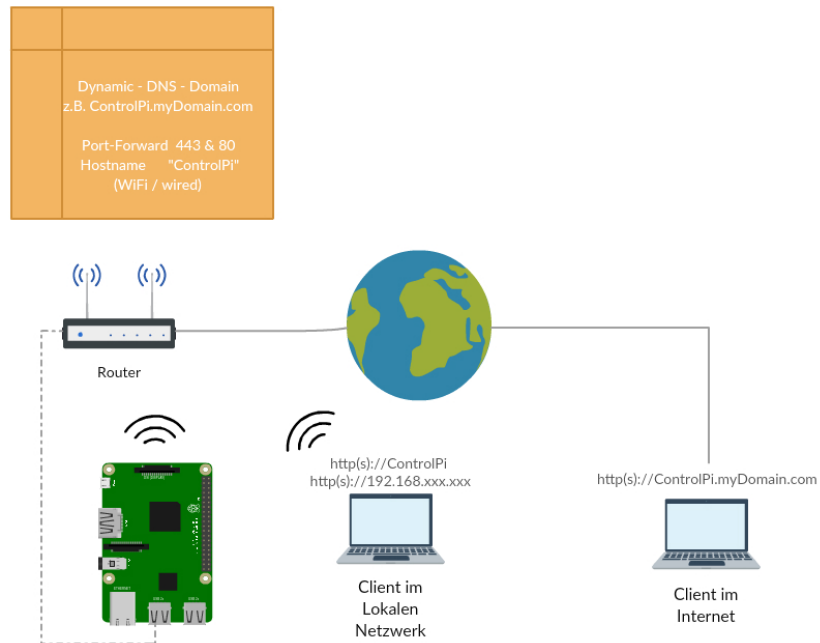 Dynamic - DNS - Domain
z.B. ControlPi.myDomain.com
Port-Forward 443 & 80
Hostname "ControlPi"
(WiFi / wired)
Router
http(s)://ControlPi
http(s)://192.168.xxx.xxx
http(s)://ControlPi.myDomain.com
Client im
Lokalen
Netzwerk
Client im
Internet